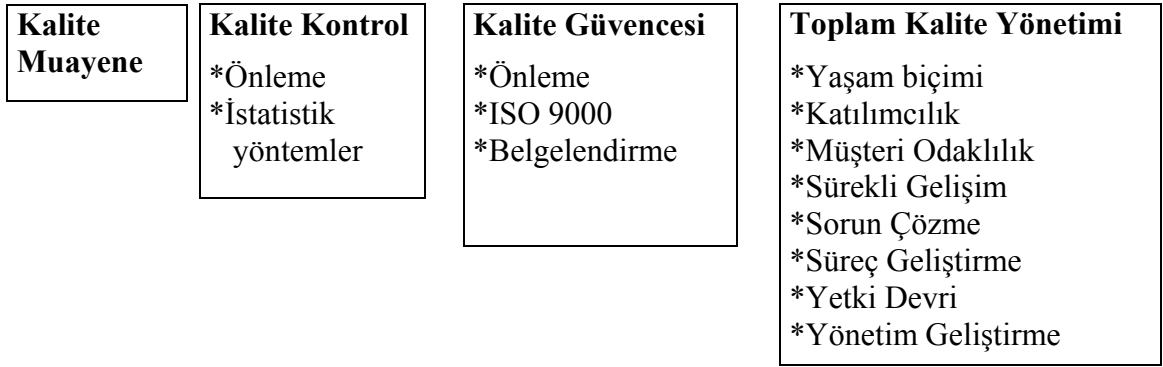 Kalite
Muayene
Kalite Kontrol
*Önleme
*İstatistik
yöntemler
Kalite Güvencesi
*Önleme
*ISO 9000
*Belgelendirme
Toplam Kalite Yönetimi
*Yaşam biçimi
*Katılımcılık
*Müşteri Odaklılık
*Sürekli Gelişim
*Sorun Çözme
*Süreç Geliştirme
*Yetki Devri
*Yönetim Geliştirme